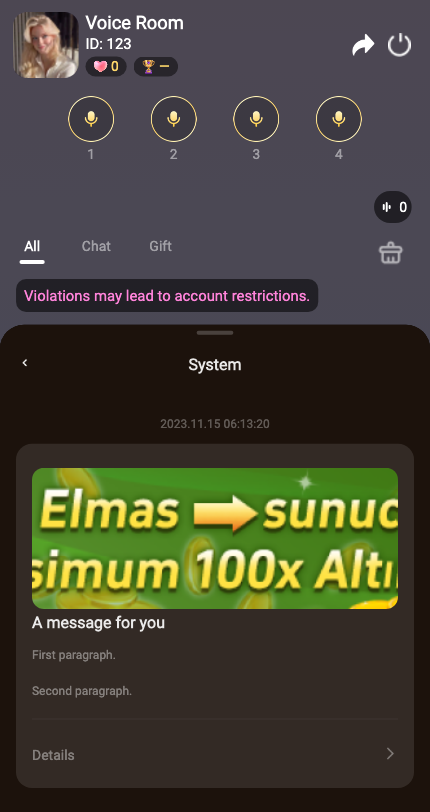 Voice Room
ID: 123
0
1
2
3
4
0
All
Chat
Gift
Violations may lead to account restrictions.
System
2023.11.15 06:13:20
Elmas sunuc
simum 100x Altı
A message for you
First paragraph.
Second paragraph.
Details